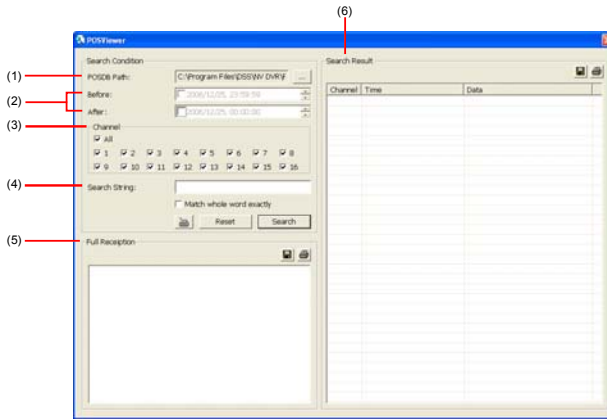 (6)
POSViewer
Search Condition
Search Result
(1)
POSDB Path:
C:\Program Files\DSS\NV DVR\F
...
(2)
Before:
2006/12/25, 23:59:59
After:
2006/12/25, 00:00:00
Channel Time Data
(3)
Channel
All
1 2 3 4 5 6 7 8
9 10 11 12 13 14 15 16
(4)
Search String:
Match whole word exactly
Reset Search
(5)
Full Receiption